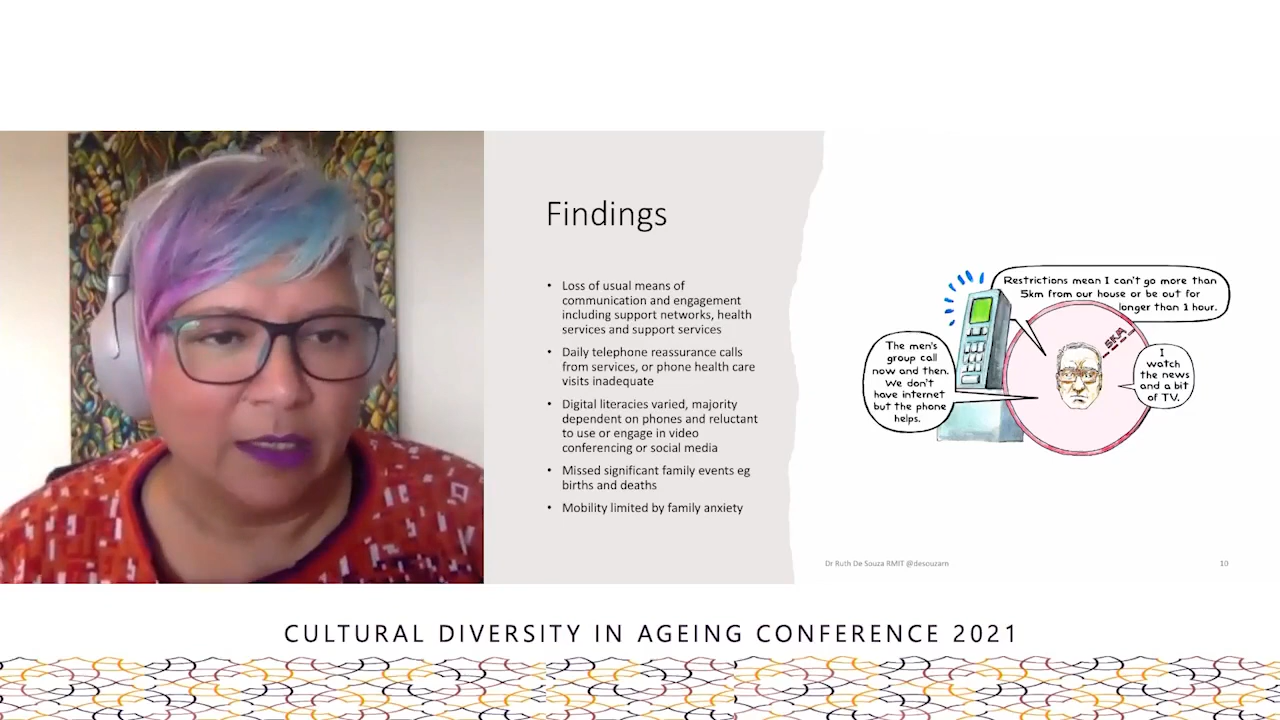 Findings
• Loss of usual means of
communication and engagement
including support networks, health
services and support services
• Daily telephone reassurance calls
from services, or phone health care
visits inadequate
• Digital literacies varied, majority
dependent on phones and reluctant
to use or engage in video
conferencing or social media
• Missed significant family events eg
births and deaths
• Mobility limited by family anxiety
Restrictions mean I can't go more than
5km from our house or be out for
longer than 1 hour.
The men's
group call
now and then.
We don't
have internet
but the phone
helps.
5KM
I
watch
the news
and a bit
of TV.
Dr Ruth De Souza RMIT @desouzarn
10
CULTURAL DIVERSITY IN AGEING CONFERENCE 2021